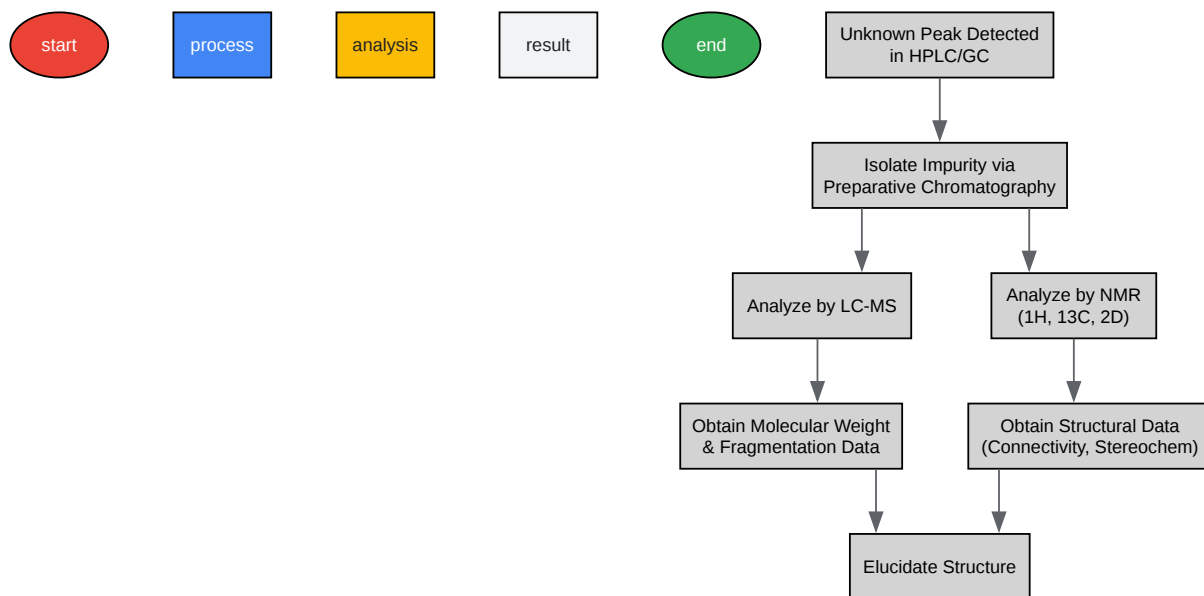 start
process
analysis
result
end
Unknown Peak Detected
in HPLC/GC
Isolate Impurity via
Preparative Chromatography
Analyze by LC-MS
Analyze by NMR
(1H, 13C, 2D)
Obtain Molecular Weight
& Fragmentation Data
Obtain Structural Data
(Connectivity, Stereochem)
Elucidate Structure